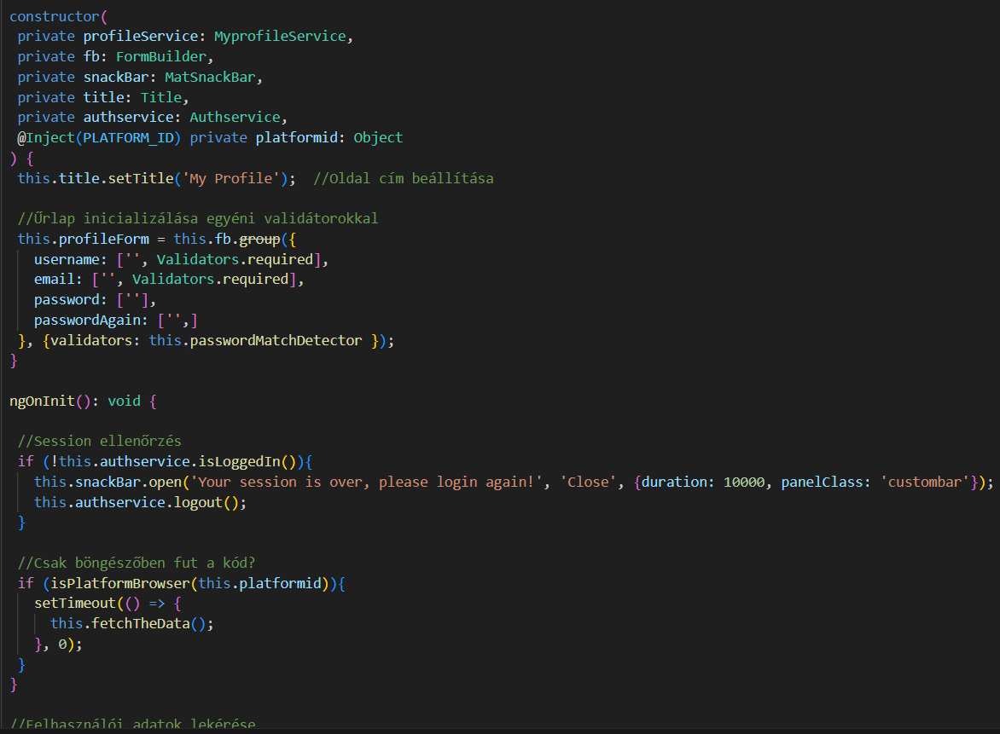 constructor(
private profileService: MyprofileService,
private fb: FormBuilder,
private snackBar: MatSnackBar,
private title: Title,
private authservice: Authservice,
@Inject(PLATFORM_ID) private platformid: Object
) {
this.title.setTitle('My Profile');  //Oldal cím beállítása
//Űrlap inicializálása egyéni validátorokkal
this.profileForm = this.fb.group({
username: ['', Validators.required],
email: ['', Validators.required],
password: [''],
passwordAgain: ['',]
}, {validators: this.passwordMatchDetector });
}
ngOnInit(): void {
//Session ellenőrzés
if (!this.authservice.isLoggedIn()){
this.snackBar.open('Your session is over, please login again!', 'Close', {duration: 10000, panelClass: 'custombar'});
this.authservice.logout();
}
//Csak böngészőben fut a kód?
if (isPlatformBrowser(this.platformid)){
setTimeout(() => {
this.fetchTheData();
}, 0);
}
}
//Felhasználói adatok lekérése